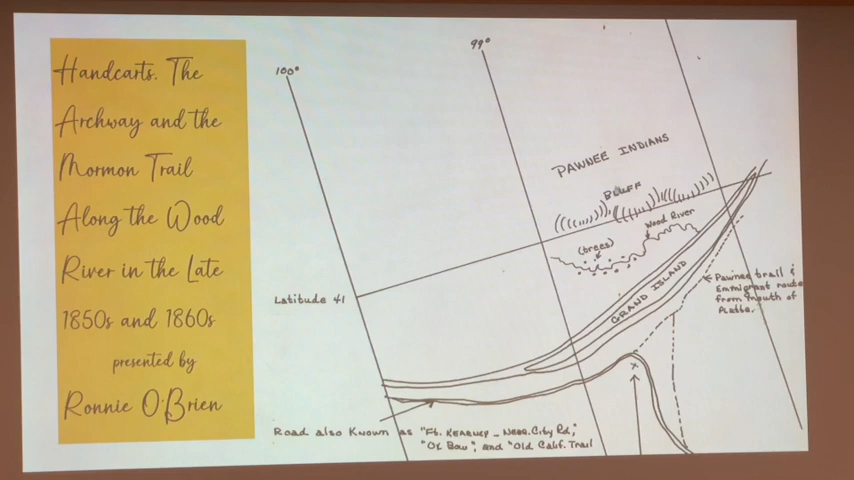 Handcarts. The
Archway and the
Mormon Trail
Along the Wood
River in the Late
1850s and 1860s
presented by
Ronnie O'Brien
100°
99°
PAWNEE INDIANS
BLUFF
Wood River
(trees)
GRAND ISLAND
Latitude 41
Pawnee trail &
Emmigrant route
from mouth of
Platte.
x
Road also Known as "Ft. KEARNEY - NEBR. City Rd,"
"Ox Bow", and "Old Calif. Trail